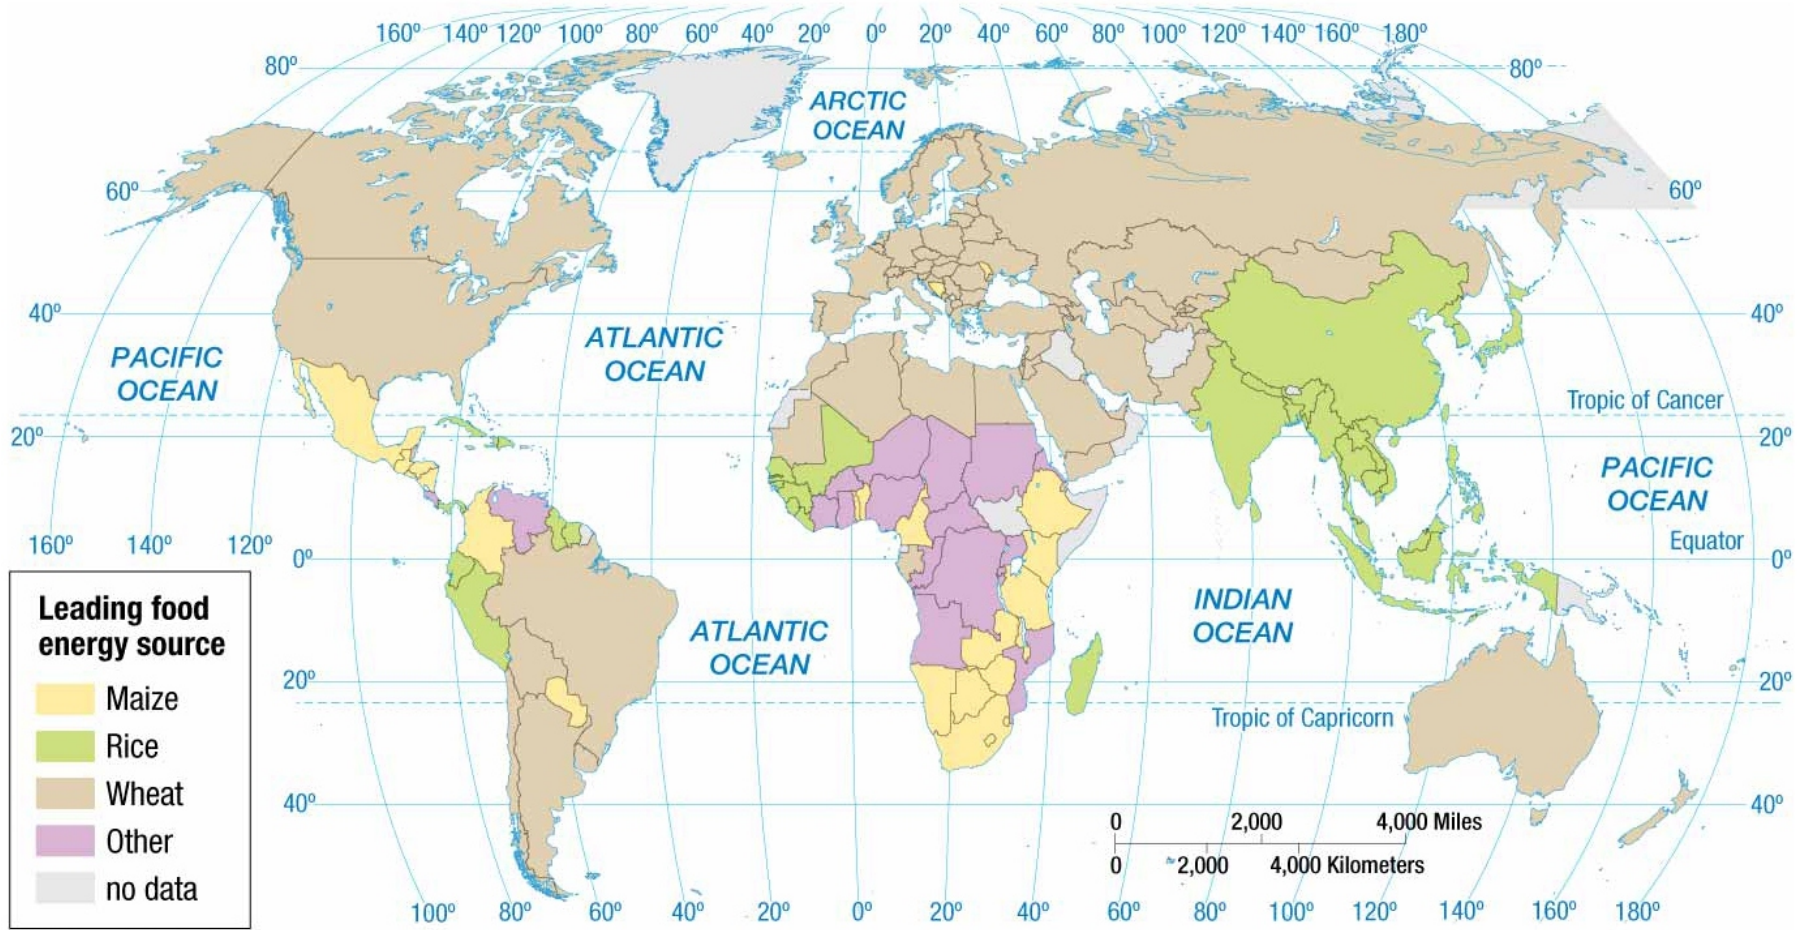 160º 140º 120º 100º 80º 60º 40º 20º 0º 20º 40º 60º 80º 100º 120º 140º 160º 180º
80º 80º
ARCTIC
OCEAN
60º 60º
40º 40º
ATLANTIC
OCEAN
PACIFIC
OCEAN
Tropic of Cancer
20º 20º
PACIFIC
OCEAN
160º 140º 120º
Equator
0º 0º
INDIAN
OCEAN
ATLANTIC
OCEAN
20º 20º
Tropic of Capricorn
40º 40º
Leading food
energy source
Maize
Rice
Wheat
Other
no data
0 2,000 4,000 Miles
0 2,000 4,000 Kilometers
100º 80º 60º 40º 20º 0º 20º 40º 60º 80º 100º 120º 140º 160º 180º